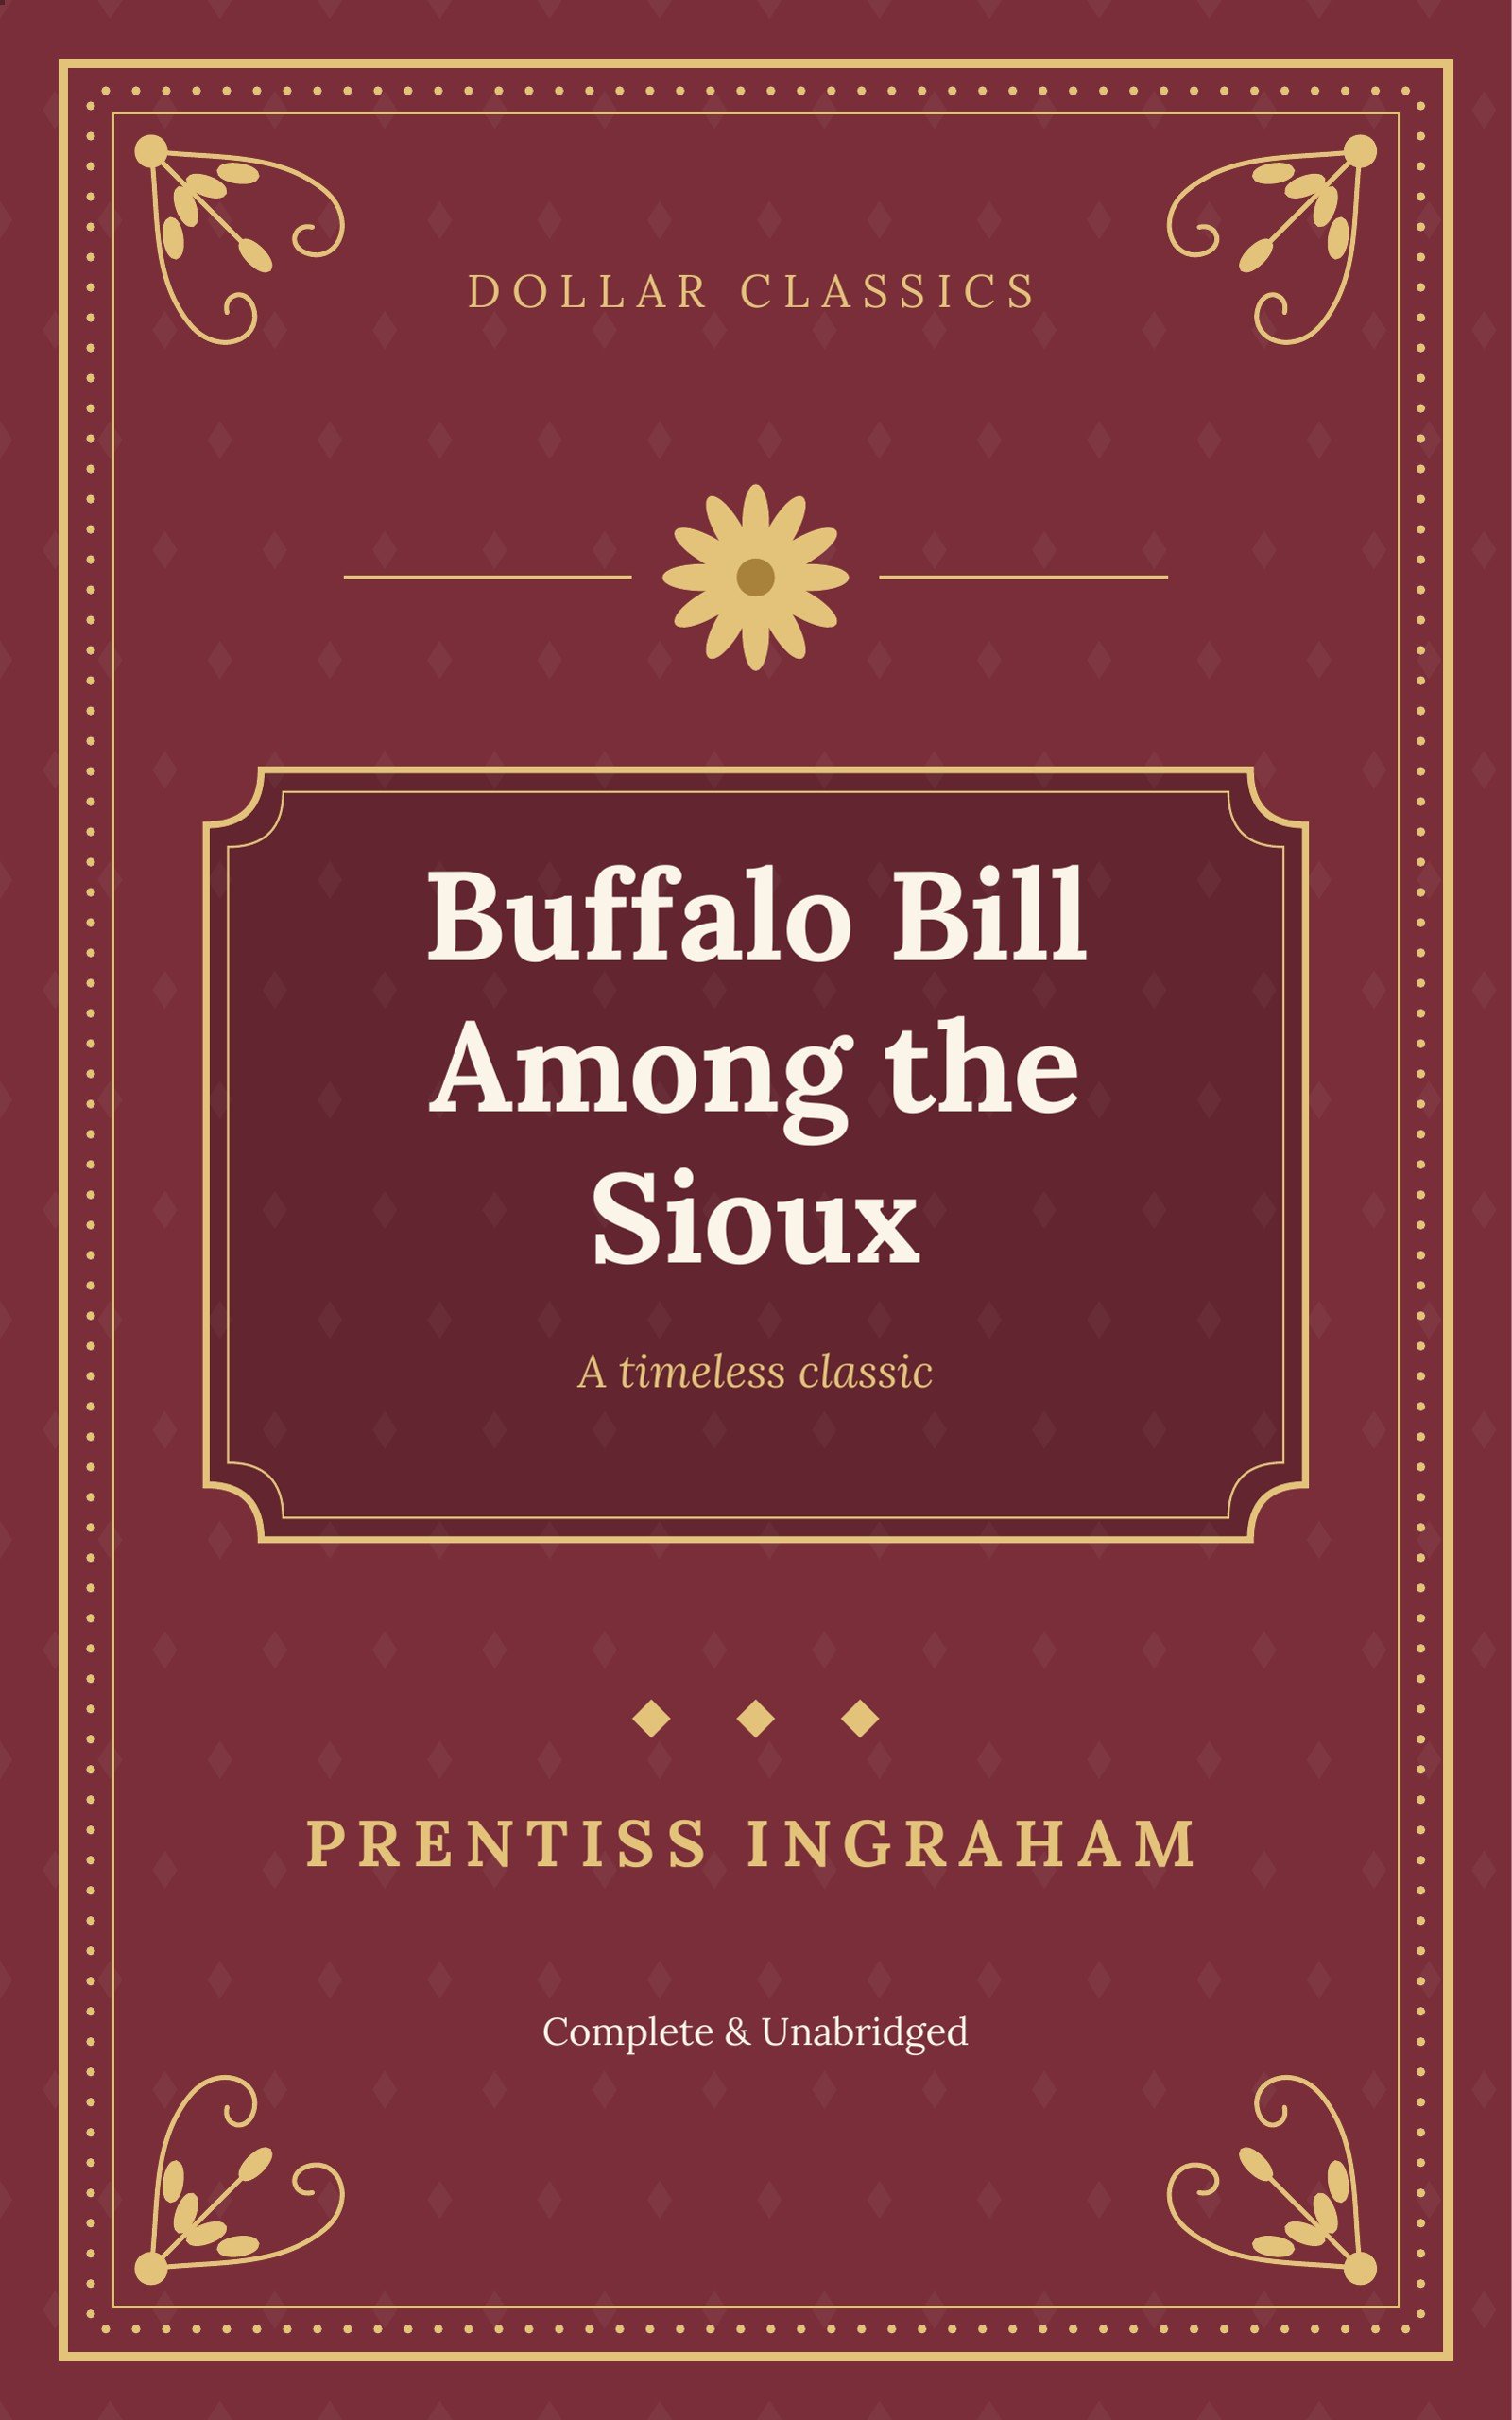 DOLLAR CLASSICS
Buffalo Bill
Among the
Sioux
A timeless classic
PRENTISS INGRAHAM
Complete & Unabridged